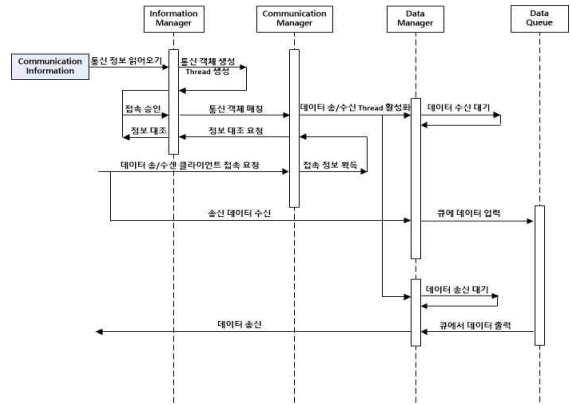 Information
Manager
Communication
Manager
Data
Manager
Data
Queue
Communication
Information
통신 정보 읽어오기
통신 객체 생성
Thread 생성
접속 승인
통신 객체 매칭
데이터 송/수신 Thread 활성화
데이터 수신 대기
정보 대조
정보 대조 요청
데이터 송/수신 클라이언트 접속 요청
접속 정보 획득
송신 데이터 수신
큐에 데이터 입력
데이터 송신 대기
데이터 송신
큐에서 데이터 출력